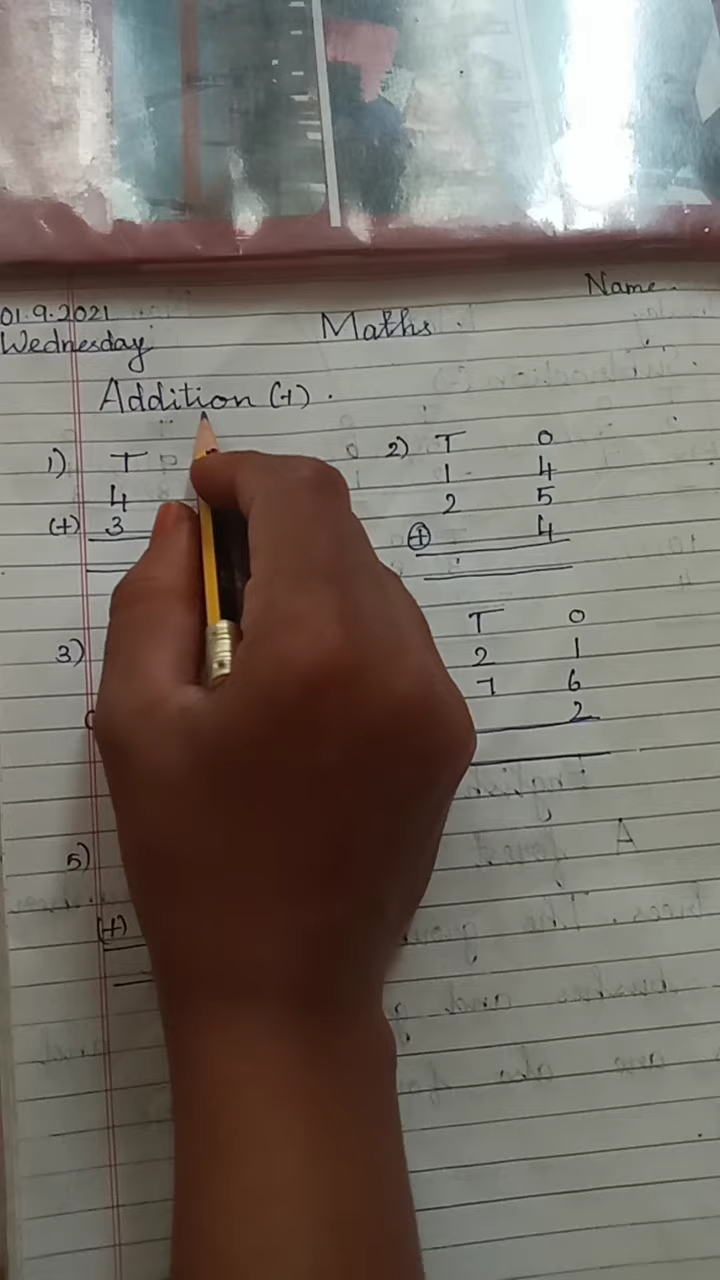 Name.
01.9.2021
Wednesday
Maths.
Addition (+).
1) T
4
(+) 3
2) T O
1 4
2 5
(+) 4
3)
T O
2 1
7 6
2
5)
(+)